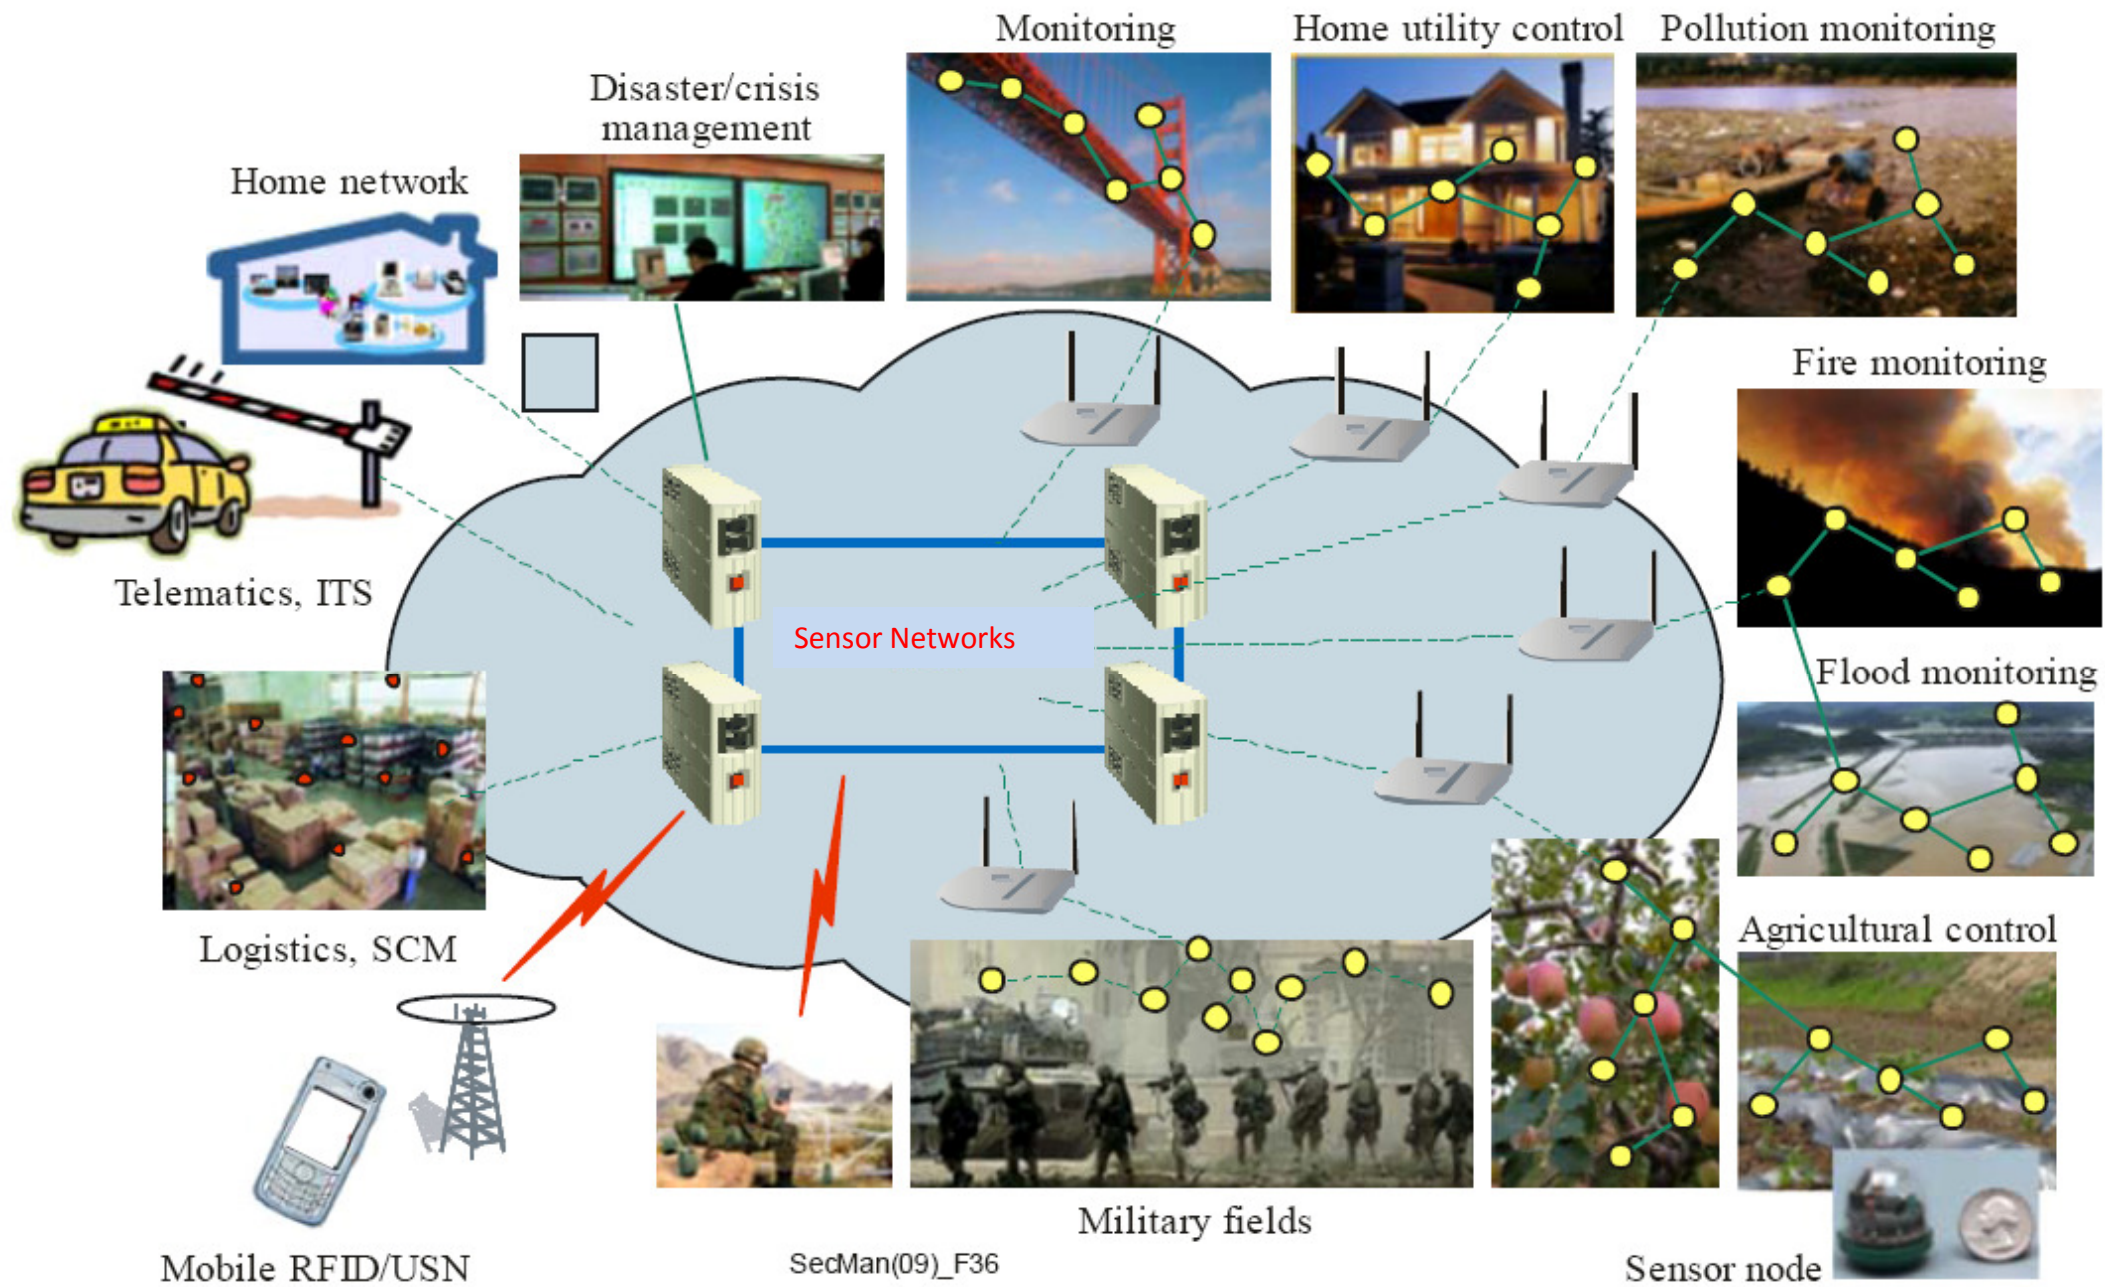 Monitoring
Home utility control
Pollution monitoring
Disaster/crisis
management
Home network
Fire monitoring
Telematics, ITS
Sensor Networks
Flood monitoring
Logistics, SCM
Agricultural control
Military fields
Mobile RFID/USN
SecMan(09)_F36
Sensor node